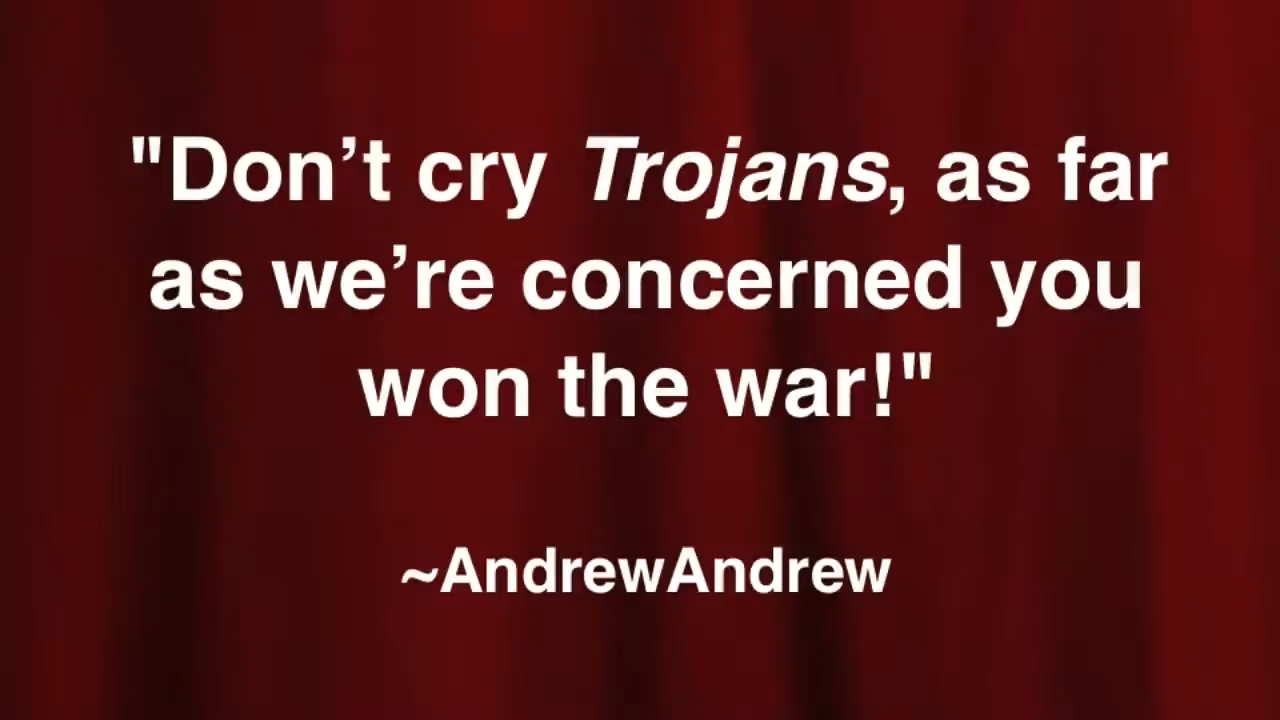 "Don’t cry Trojans, as far
as we’re concerned you
won the war!"
~AndrewAndrew